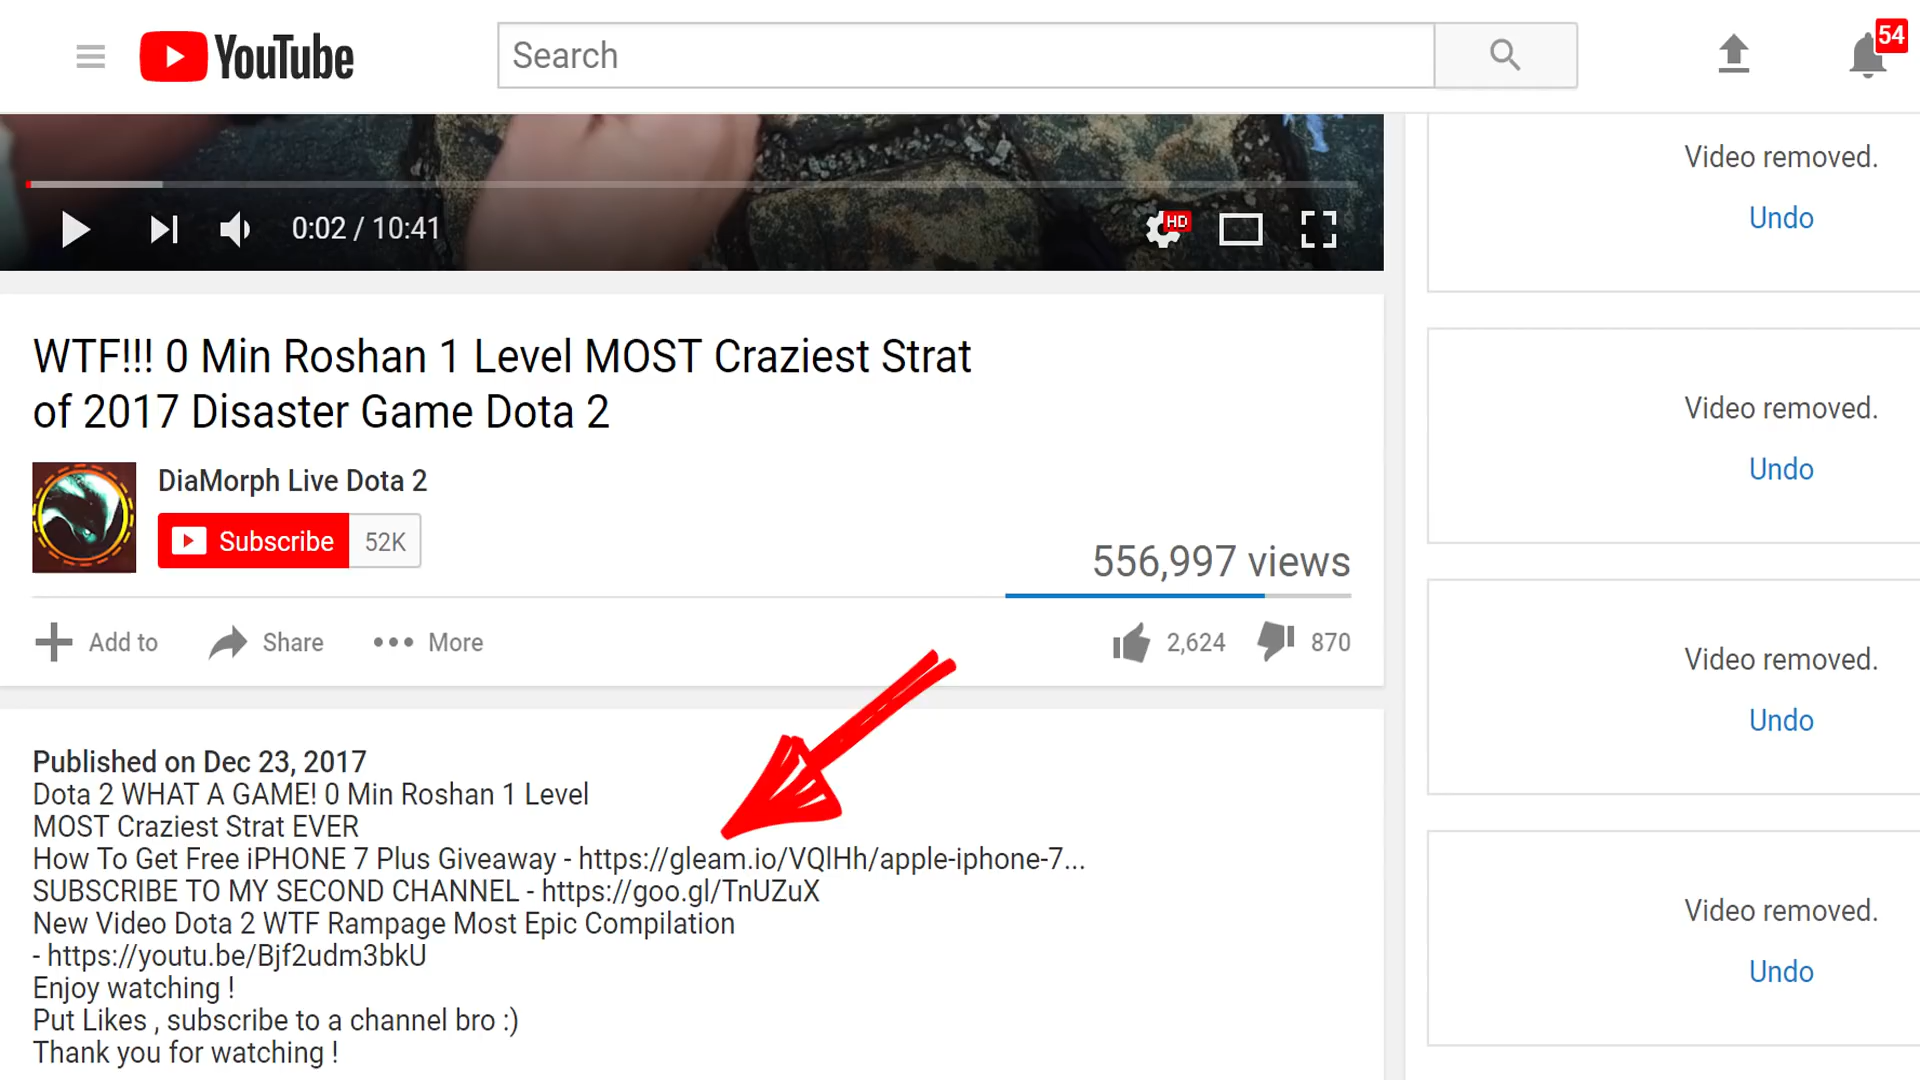 YouTube
Search
54
0:02 / 10:41
HD
WTF!!! 0 Min Roshan 1 Level MOST Craziest Strat
of 2017 Disaster Game Dota 2
DiaMorph Live Dota 2
Subscribe 52K
556,997 views
Add to Share More 2,624 870
Published on Dec 23, 2017
Dota 2 WHAT A GAME! 0 Min Roshan 1 Level
MOST Craziest Strat EVER
How To Get Free iPHONE 7 Plus Giveaway - https://gleam.io/VQlHh/apple-iphone-7...
SUBSCRIBE TO MY SECOND CHANNEL - https://goo.gl/TnUZuX
New Video Dota 2 WTF Rampage Most Epic Compilation
- https://youtu.be/Bjf2udm3bkU
Enjoy watching !
Put Likes , subscribe to a channel bro :)
Thank you for watching !
Video removed.
Undo
Video removed.
Undo
Video removed.
Undo
Video removed.
Undo